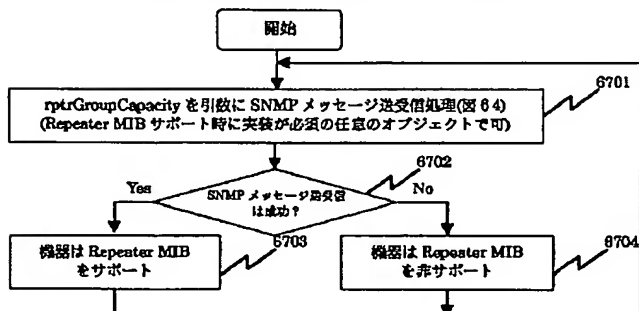 開始
rptrGroupCapacity を引数に SNMP メッセージ送受信処理(図64)
(Repeater MIB サポート時に実装が必須の任意のオブジェクトで可)
6701
SNMP メッセージ送受信
は成功?
6702
Yes
No
機器は Repeater MIB
をサポート
6703
機器は Repeater MIB
を非サポート
6704